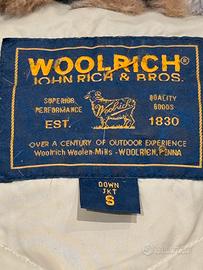 WOOLRICH®
JOHN RICH & BROS.
SUPERIOR PERFORMANCE
QUALITY GOODS
Woolrich
EST. 1830
OVER A CENTURY OF OUTDOOR EXPERIENCE
Woolrich Woolen Mills - WOOLRICH, PENNA
DOWN
JKT
S